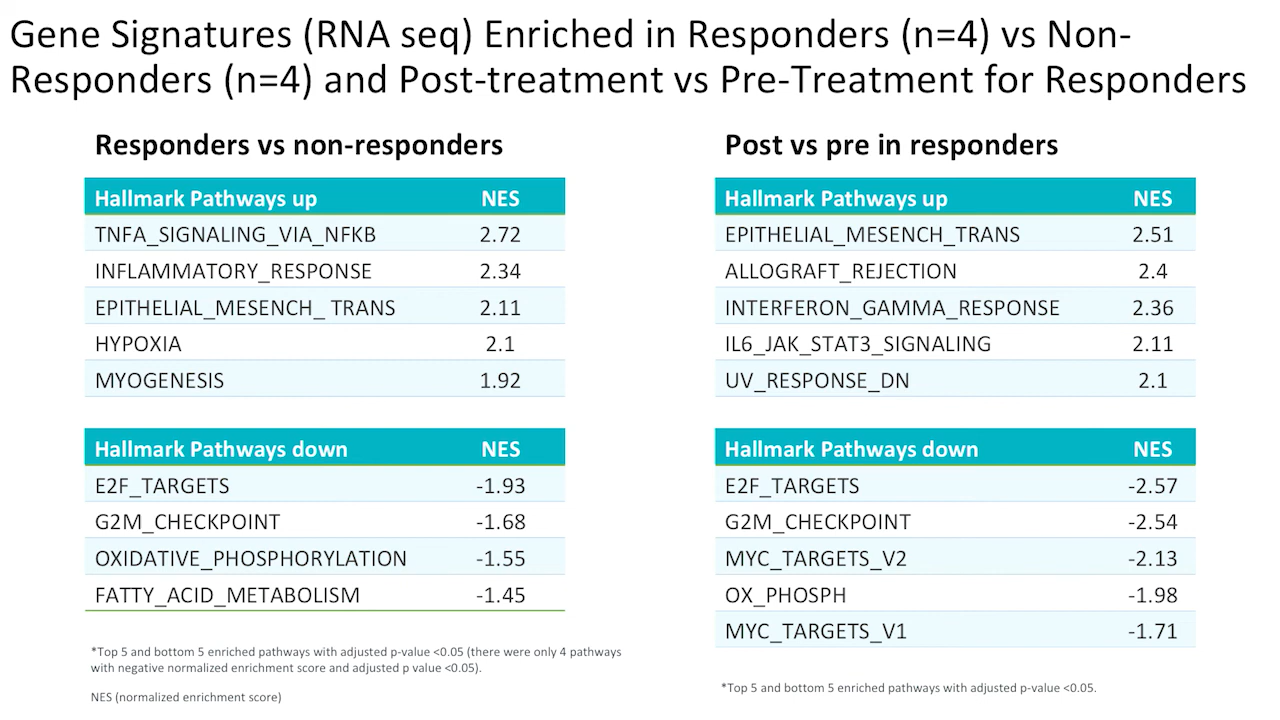 Gene Signatures (RNA seq) Enriched in Responders (n=4) vs Non-
Responders (n=4) and Post-treatment vs Pre-Treatment for Responders
Responders vs non-responders
Hallmark Pathways up NES
TNFA_SIGNALING_VIA_NFKB 2.72
INFLAMMATORY_RESPONSE 2.34
EPITHELIAL_MESENCH_ TRANS 2.11
HYPOXIA 2.1
MYOGENESIS 1.92
Hallmark Pathways down NES
E2F_TARGETS -1.93
G2M_CHECKPOINT -1.68
OXIDATIVE_PHOSPHORYLATION -1.55
FATTY_ACID_METABOLISM -1.45
*Top 5 and bottom 5 enriched pathways with adjusted p-value <0.05 (there were only 4 pathways
with negative normalized enrichment score and adjusted p value <0.05).
NES (normalized enrichment score)
Post vs pre in responders
Hallmark Pathways up NES
EPITHELIAL_MESENCH_TRANS 2.51
ALLOGRAFT_REJECTION 2.4
INTERFERON_GAMMA_RESPONSE 2.36
IL6_JAK_STAT3_SIGNALING 2.11
UV_RESPONSE_DN 2.1
Hallmark Pathways down NES
E2F_TARGETS -2.57
G2M_CHECKPOINT -2.54
MYC_TARGETS_V2 -2.13
OX_PHOSPH -1.98
MYC_TARGETS_V1 -1.71
*Top 5 and bottom 5 enriched pathways with adjusted p-value <0.05.